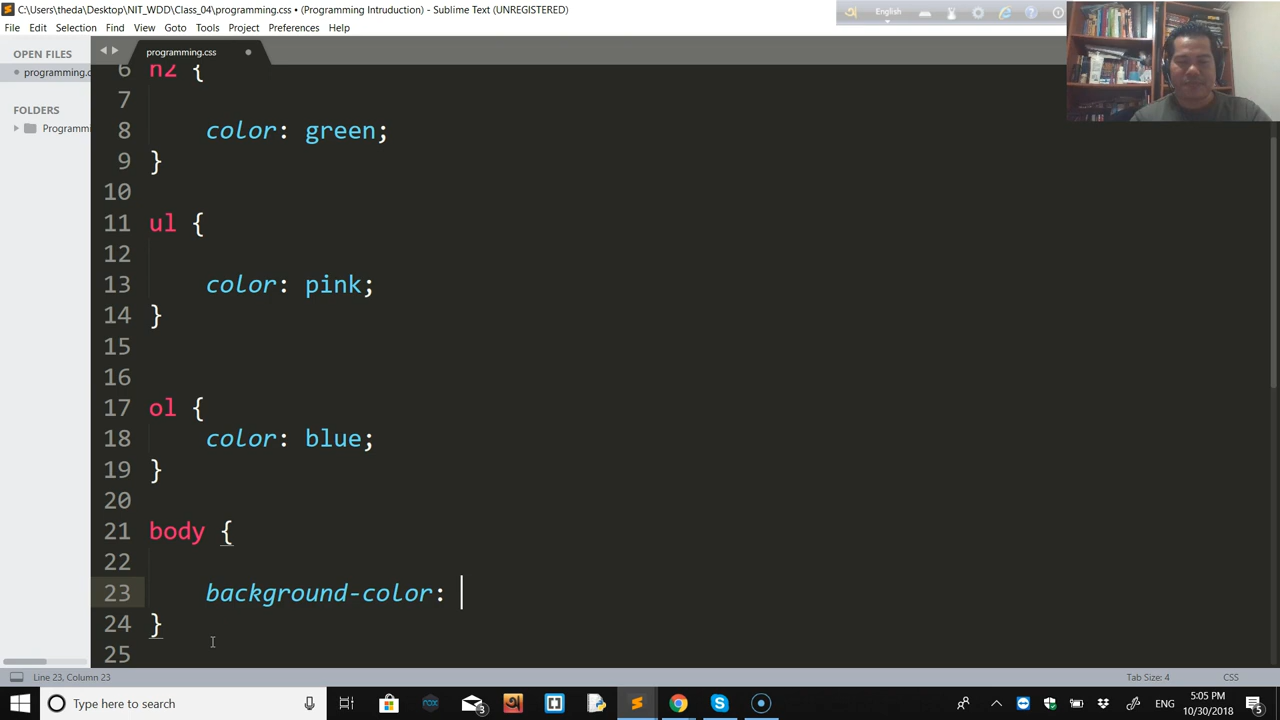 C:\Users\theda\Desktop\NIT_WDD\Class_04\programming.css • (Programming Intruduction) - Sublime Text (UNREGISTERED)
English
File Edit Selection Find View Goto Tools Project Preferences Help
OPEN FILES
programming.c
FOLDERS
Programmi
programming.css
6 h2 {
7
8 color: green;
9 }
10
11 ul {
12
13 color: pink;
14 }
15
16
17 ol {
18 color: blue;
19 }
20
21 body {
22
23 background-color:
24 }
25
Line 23, Column 23
Tab Size: 4
CSS
Type here to search
ENG
5:05 PM
10/30/2018